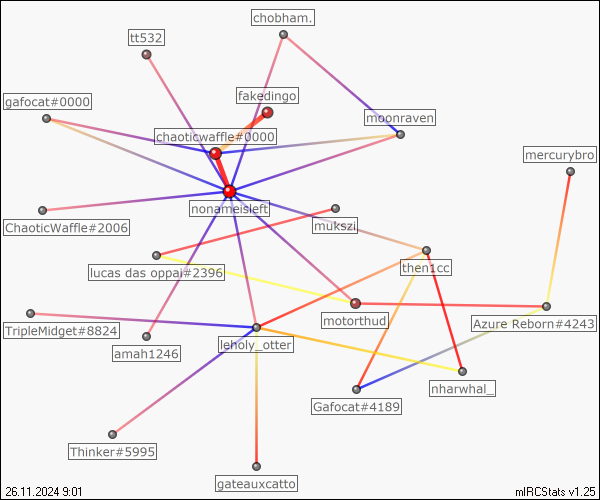 chobham.
tt532
fakedingo
gafocat#0000
moonraven
chaoticwaffle#0000
mercurybro
nonameisleft
ChaoticWaffle#2006
mukszi
then1cc
lucas das oppai#2396
motorthud
Azure Reborn#4243
TripleMidget#8824
leholy_otter
amah1246
nharwhal_
Gafocat#4189
Thinker#5995
gateauxcatto
26.11.2024 9:01
mIRCStats v1.25